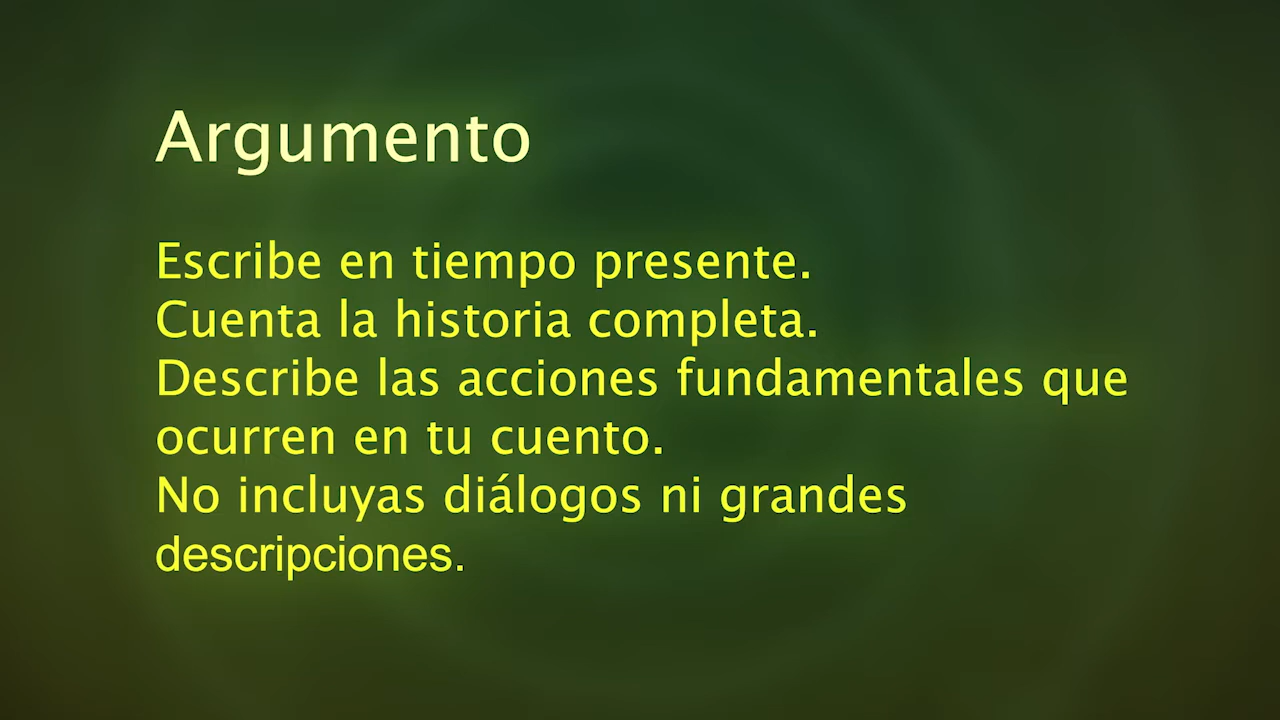 Argumento
Escribe en tiempo presente.
Cuenta la historia completa.
Describe las acciones fundamentales que
ocurren en tu cuento.
No incluyas diálogos ni grandes
descripciones.